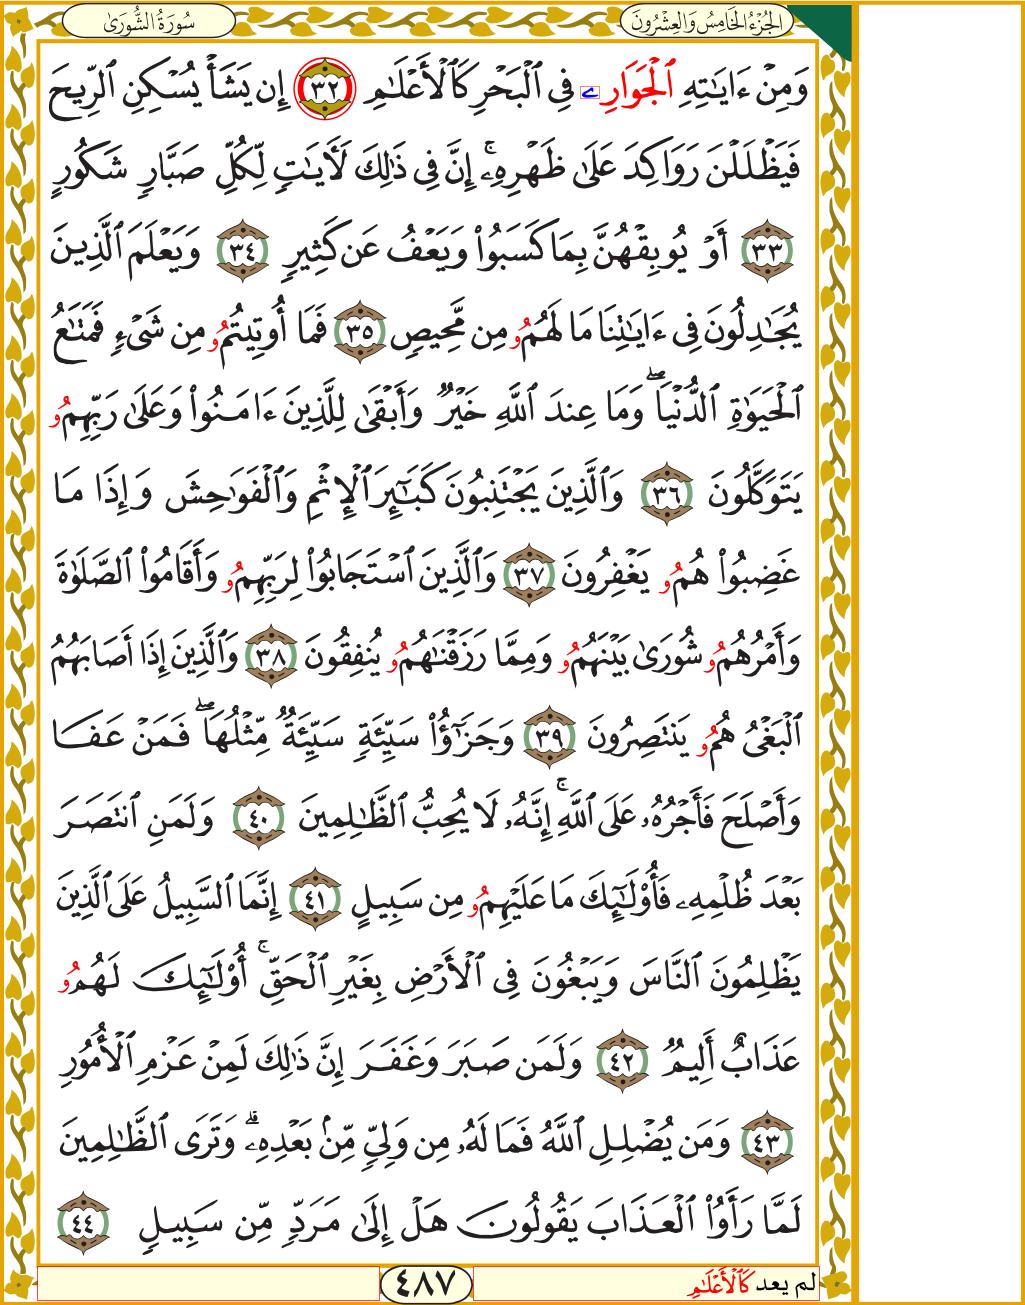 الجُزْءُ الخَامِسُ وَالعِشْرُونَ
سُورَةُ الشُّورَىٰ
وَمِنْ ءَايَٰتِهِ ٱلْجَوَارِۦ فِى ٱلْبَحْرِ كَٱلْأَعْلَٰمِ ٣٢ إِن يَشَأْ يُسْكِنِ ٱلرِّيحَ
فَيَظْلَلْنَ رَوَاكِدَ عَلَىٰ ظَهْرِهِۦٓ ۚ إِنَّ فِى ذَٰلِكَ لَأَيَٰتٍ لِّكُلِّ صَبَّارٍ شَكُورٍ
٣٣ أَوْ يُوبِقْهُنَّ بِمَا كَسَبُوا۟ وَيَعْفُ عَن كَثِيرٍ ٣٤ وَيَعْلَمَ ٱلَّذِينَ
يُجَٰدِلُونَ فِى ءَايَٰتِنَا مَا لَهُمُو مِن مَّحِيصٍ ٣٥ فَمَا أُوتِيتُمُو مِن شَىْءٍ فَمَتَٰعُ
ٱلْحَيَوٰةِ ٱلدُّنْيَا ۖ وَمَا عِندَ ٱللَّهِ خَيْرٌ وَأَبْقَىٰ لِلَّذِينَ ءَامَنُوا۟ وَعَلَىٰ رَبِّهِمُو
يَتَوَكَّلُونَ ٣٦ وَٱلَّذِينَ يَجْتَنِبُونَ كَبَٰٓئِرَ ٱلْإِثْمِ وَٱلْفَوَٰحِشَ وَإِذَا مَا
غَضِبُوا۟ هُمُو يَغْفِرُونَ ٣٧ وَٱلَّذِينَ ٱسْتَجَابُوا۟ لِرَبِّهِمُو وَأَقَامُوا۟ ٱلصَّلَوٰةَ
وَأَمْرُهُمُو شُورَىٰ بَيْنَهُمُو وَمِمَّا رَزَقْنَٰهُمُو يُنفِقُونَ ٣٨ وَٱلَّذِينَ إِذَا أَصَابَهُمُ
ٱلْبَغْىُ هُمُو يَنتَصِرُونَ ٣٩ وَجَزَٰٓؤُا۟ سَيِّئَةٍ سَيِّئَةٌ مِّثْلُهَا ۖ فَمَنْ عَفَا
وَأَصْلَحَ فَأَجْرُهُۥ عَلَى ٱللَّهِ ۚ إِنَّهُۥ لَا يُحِبُّ ٱلظَّٰلِمِينَ ٤٠ وَلَمَنِ ٱنتَصَرَ
بَعْدَ ظُلْمِهِۦ فَأُو۟لَٰٓئِكَ مَا عَلَيْهِمُو مِن سَبِيلٍ ٤١ إِنَّمَا ٱلسَّبِيلُ عَلَى ٱلَّذِينَ
يَظْلِمُونَ ٱلنَّاسَ وَيَبْغُونَ فِى ٱلْأَرْضِ بِغَيْرِ ٱلْحَقِّ ۚ أُو۟لَٰٓئِكَ لَهُمُو
عَذَابٌ أَلِيمٌ ٤٢ وَلَمَن صَبَرَ وَغَفَرَ إِنَّ ذَٰلِكَ لَمِنْ عَزْمِ ٱلْأُمُورِ
٤٣ وَمَن يُضْلِلِ ٱللَّهُ فَمَا لَهُۥ مِن وَلِىٍّ مِّنۢ بَعْدِهِۦ ۗ وَتَرَى ٱلظَّٰلِمِينَ
لَمَّا رَأَوُا۟ ٱلْعَذَابَ يَقُولُونَ هَلْ إِلَىٰ مَرَدٍّ مِّن سَبِيلٍ ٤٤
لم يعد كَٱلْأَعْلَٰمِ
٤٨٧